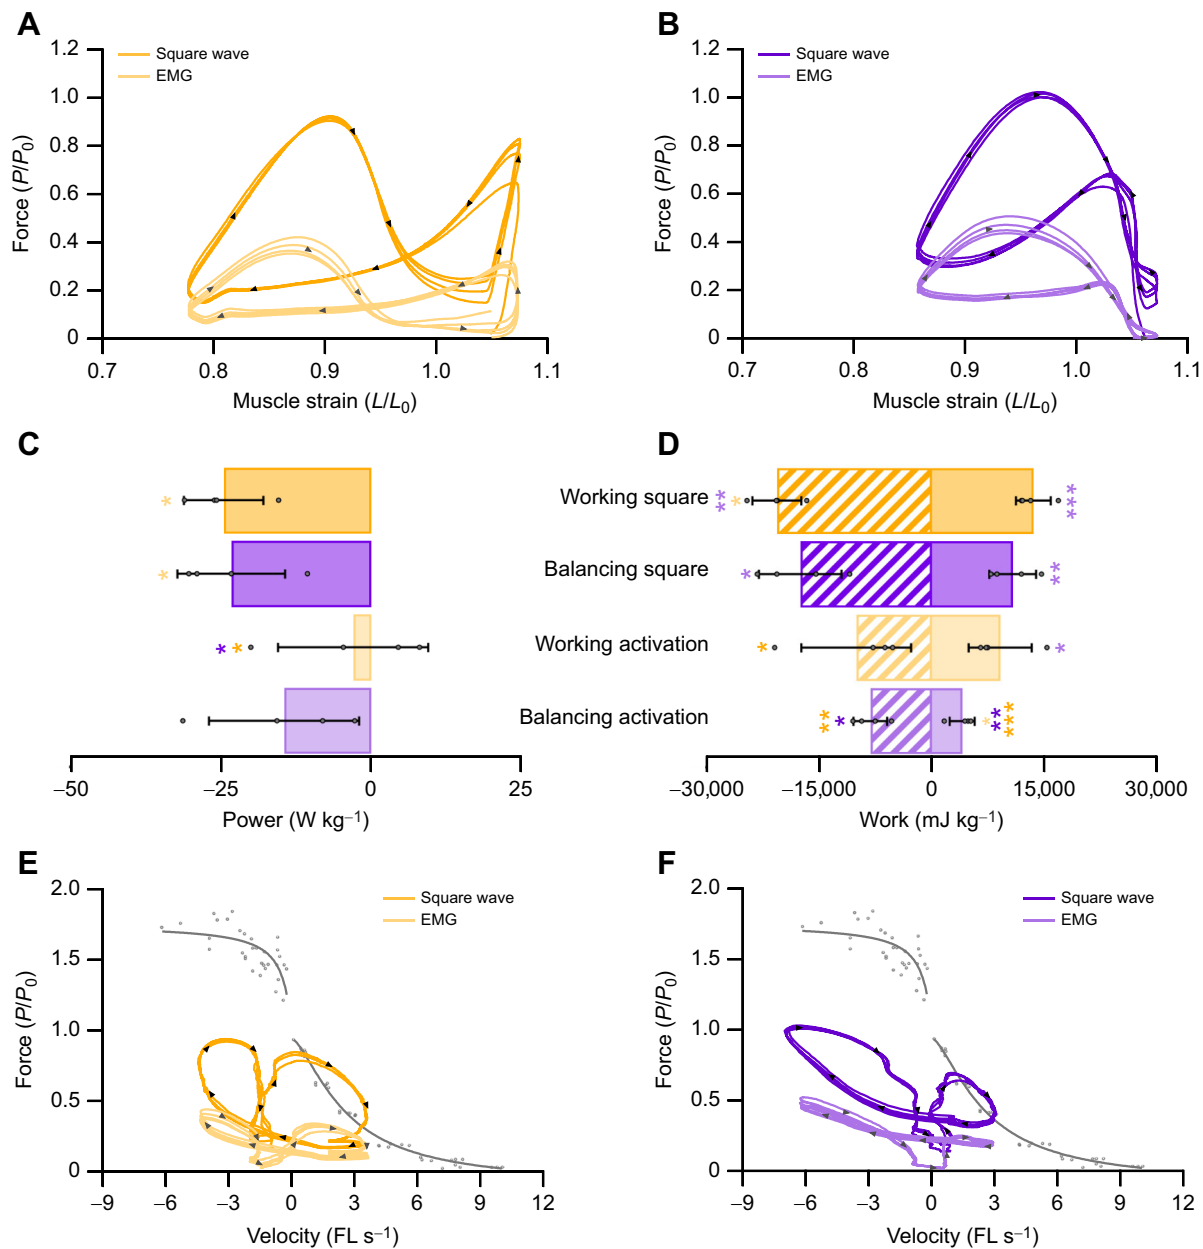 A
1.2
1.0
0.8
0.6
0.4
0.2
0
Force (P/P0)
Square wave
EMG
0.7
0.8
0.9
1.0
1.1
Muscle strain (L/L0)
B
1.2
1.0
0.8
0.6
0.4
0.2
0
Force (P/P0)
Square wave
EMG
0.7
0.8
0.9
1.0
1.1
Muscle strain (L/L0)
C
*
*
**
−50
−25
0
25
Power (W kg−1)
D
Working square
Balancing square
Working activation
Balancing activation
**
*
***
*
**
*
*
**
*
**
*
***
−30,000
−15,000
0
15,000
30,000
Work (mJ kg−1)
E
2.0
1.5
1.0
0.5
0
Force (P/P0)
Square wave
EMG
−9
−6
−3
0
3
6
9
12
Velocity (FL s−1)
F
2.0
1.5
1.0
0.5
0
Force (P/P0)
Square wave
EMG
−9
−6
−3
0
3
6
9
12
Velocity (FL s−1)